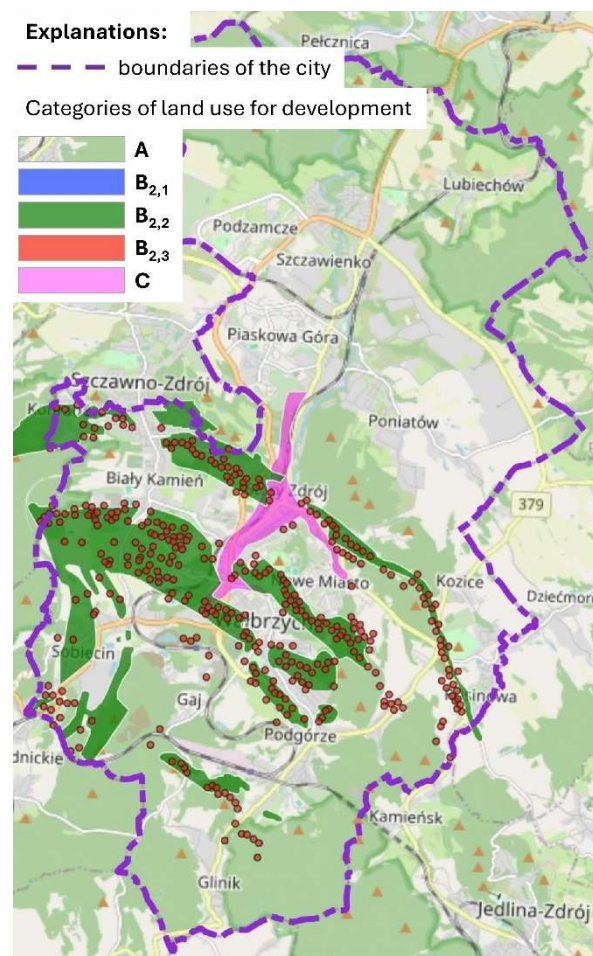 Explanations:
boundaries of the city
Categories of land use for development
A
B2,1
B2,2
B2,3
C
Pełcznica
Lubiechów
Podzamcze
Szczawienko
Piaskowa Góra
Szczawno-Zdrój
Poniatów
Biały Kamień
Zdrój
379
Nowe Miasto
Kozice
Dziećmor
Sobięcin
Gaj
Podgórze
dnickie
Kamieńsk
Glinik
Jedlina-Zdrój